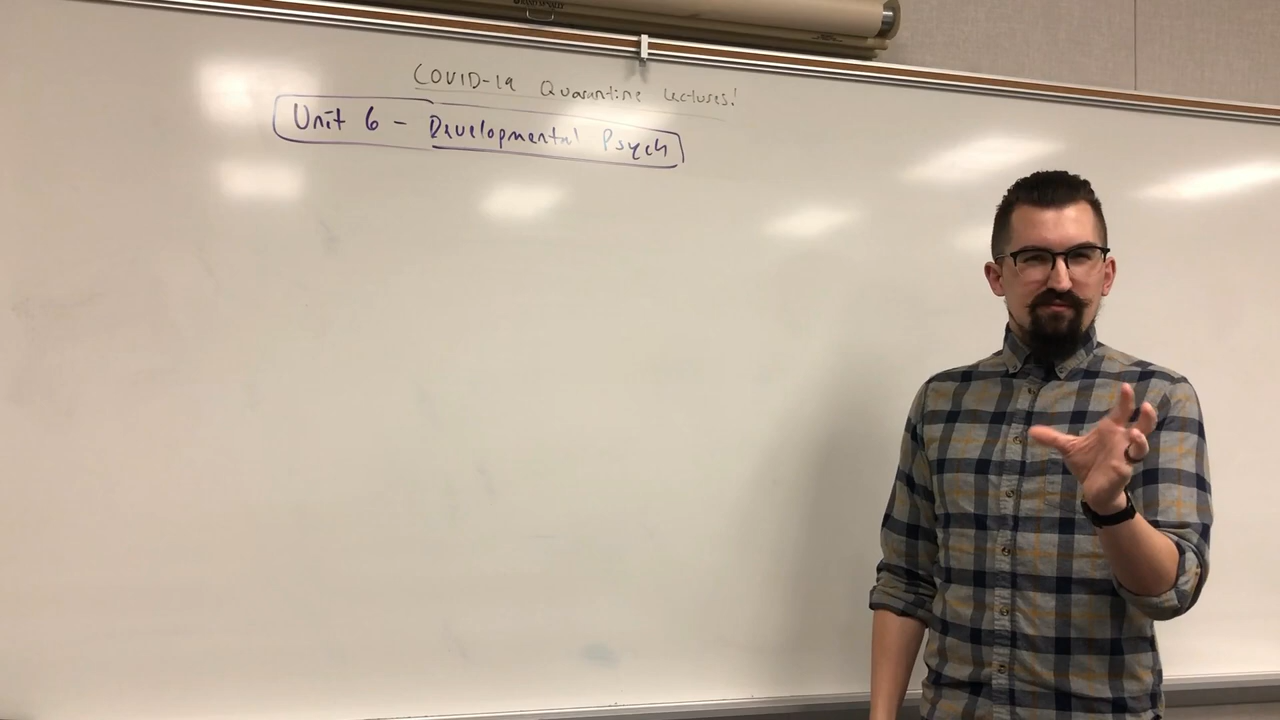 COVID-19 Quarantine Lectures!
Unit 6 - Developmental Psych